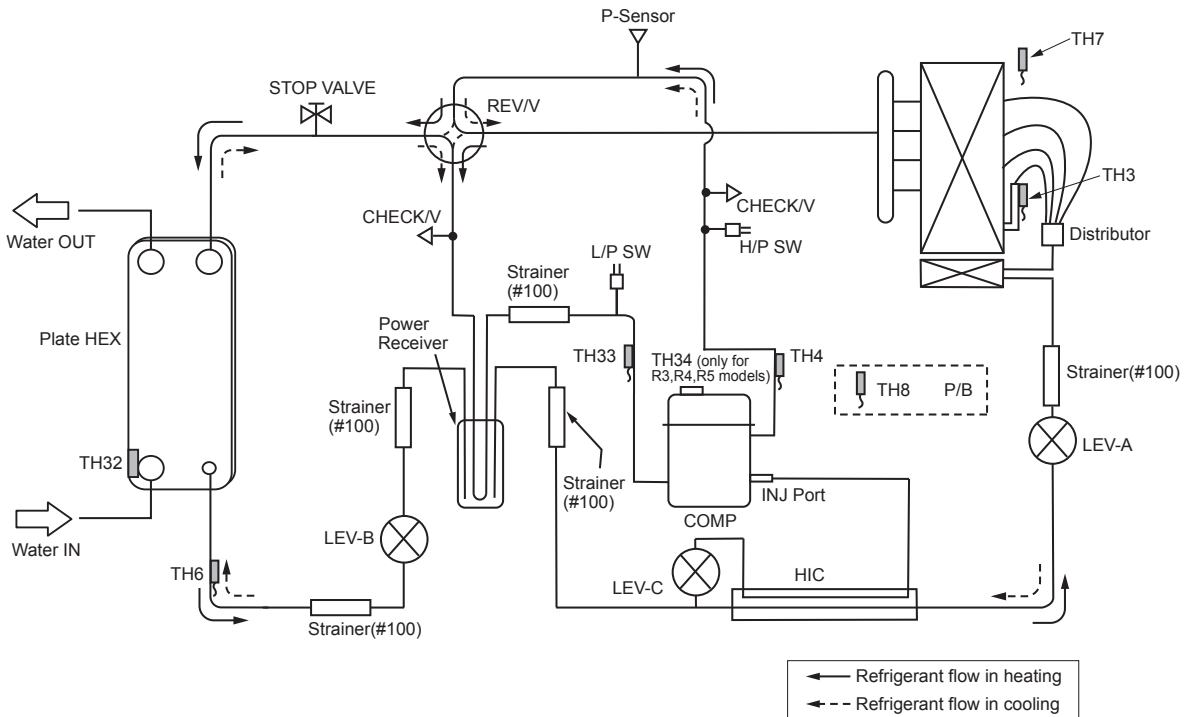 P-Sensor
TH7
STOP VALVE
REV/V
TH3
CHECK/V
CHECK/V
Water OUT
L/P SW
H/P SW
Distributor
Strainer
(#100)
Plate HEX
Power
Receiver
TH33
TH34 (only for
R3,R4,R5 models)
TH4
Strainer(#100)
TH8
P/B
Strainer
(#100)
LEV-A
TH32
Strainer
(#100)
INJ Port
COMP
Water IN
LEV-B
TH6
LEV-C
HIC
Strainer(#100)
Refrigerant flow in heating
Refrigerant flow in cooling